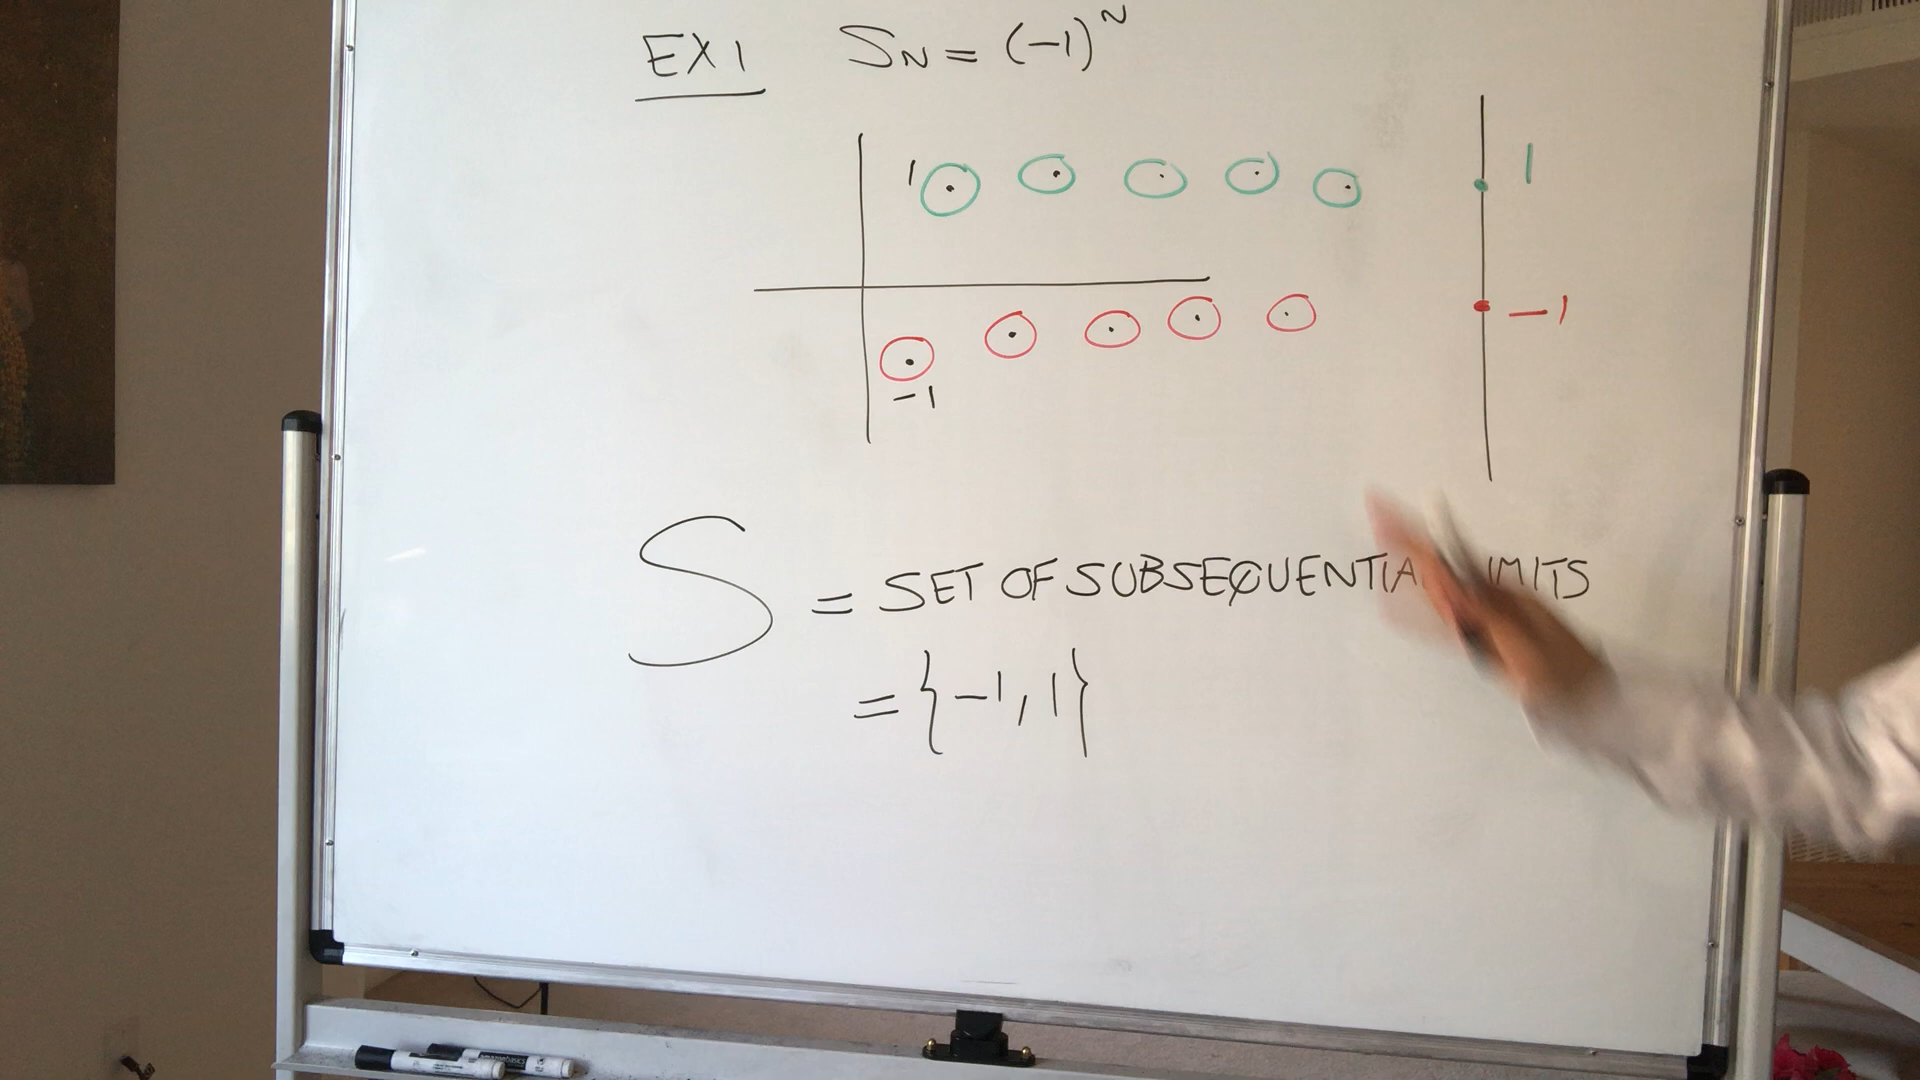 EX 1 SN = (-1)^N
1
1
-1
-1
S = SET OF SUBSEQUENTIAL LIMITS
= {-1, 1}